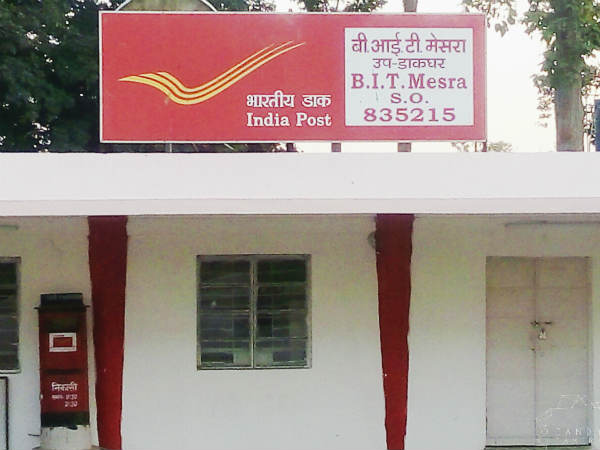 भारतीय डाक
India Post
बी.आई.टी. मेसरा
उप-डाकघर
B.I.T. Mesra
S.O.
835215
निकासी